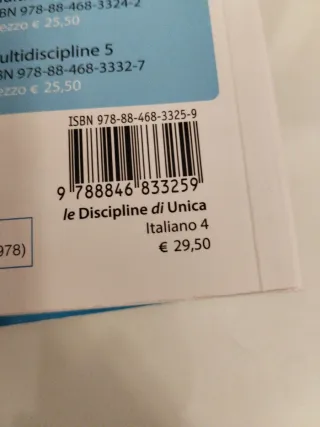 BN 978-88-468-3324-2
ezzo € 25,50
ultidiscipline 5
BN 978-88-468-3332-7
ezzo € 25,50
ISBN 978-88-468-3325-9
9 788846 833259
le Discipline di Unica
Italiano 4
€ 29,50
978)